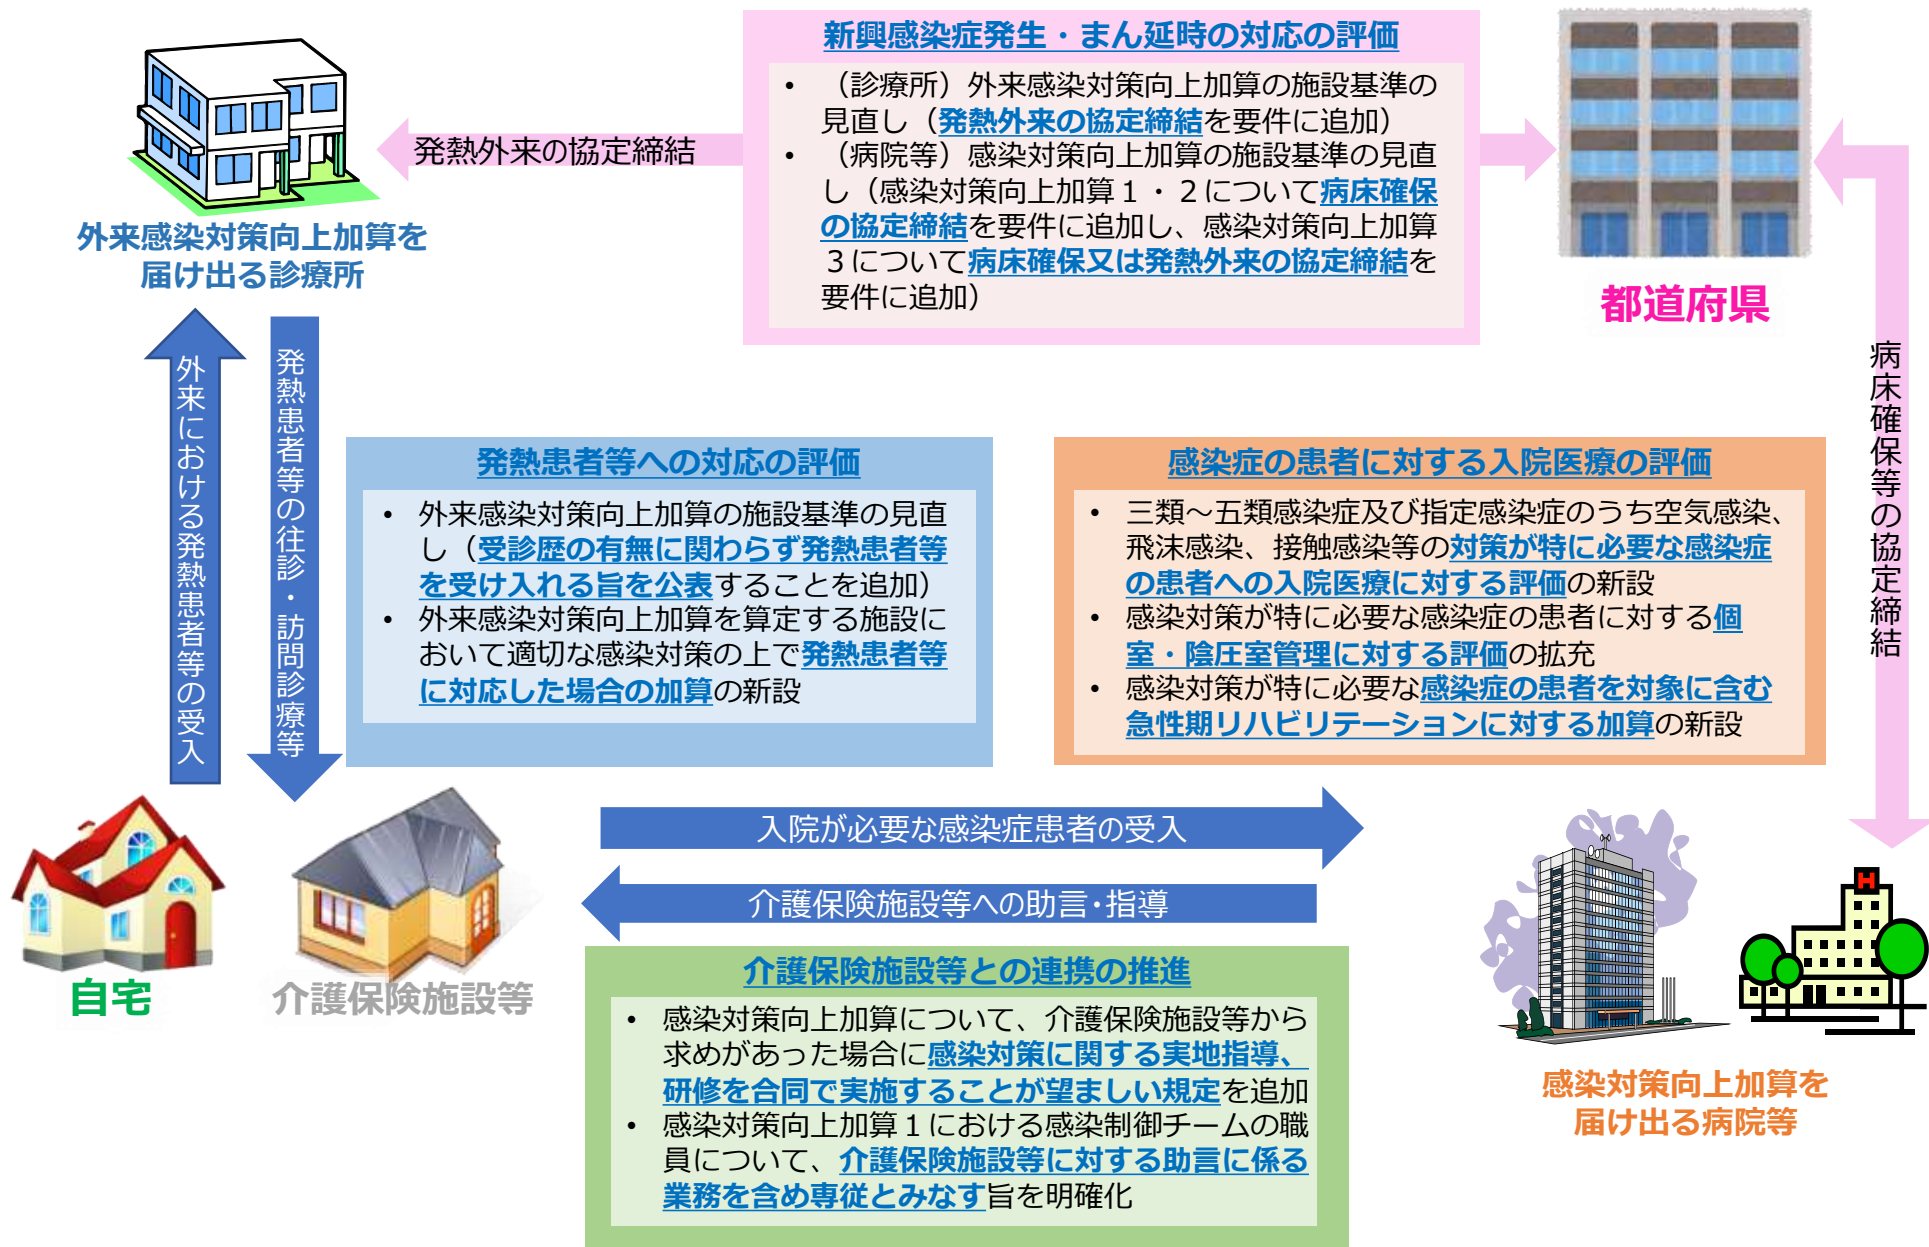 新興感染症発生・まん延時の対応の評価
• （診療所）外来感染対策向上加算の施設基準の
見直し（発熱外来の協定締結を要件に追加）
• （病院等）感染対策向上加算の施設基準の見直
し（感染対策向上加算１・２について病床確保
の協定締結を要件に追加し、感染対策向上加算
３について病床確保又は発熱外来の協定締結を
要件に追加）
発熱外来の協定締結
外来感染対策向上加算を
届け出る診療所
都道府県
病床確保等の協定締結
外来における発熱患者等の受入
発熱患者等の往診・訪問診療等
発熱患者等への対応の評価
• 外来感染対策向上加算の施設基準の見直
し（受診歴の有無に関わらず発熱患者等
を受け入れる旨を公表することを追加）
• 外来感染対策向上加算を算定する施設に
おいて適切な感染対策の上で発熱患者等
に対応した場合の加算の新設
感染症の患者に対する入院医療の評価
• 三類～五類感染症及び指定感染症のうち空気感染、
飛沫感染、接触感染等の対策が特に必要な感染症
の患者への入院医療に対する評価の新設
• 感染対策が特に必要な感染症の患者に対する個
室・陰圧室管理に対する評価の拡充
• 感染対策が特に必要な感染症の患者を対象に含む
急性期リハビリテーションに対する加算の新設
入院が必要な感染症患者の受入
介護保険施設等への助言・指導
自宅
介護保険施設等
介護保険施設等との連携の推進
• 感染対策向上加算について、介護保険施設等から
求めがあった場合に感染対策に関する実地指導、
研修を合同で実施することが望ましい規定を追加
• 感染対策向上加算１における感染制御チームの職
員について、介護保険施設等に対する助言に係る
業務を含め専従とみなす旨を明確化
H
感染対策向上加算を
届け出る病院等